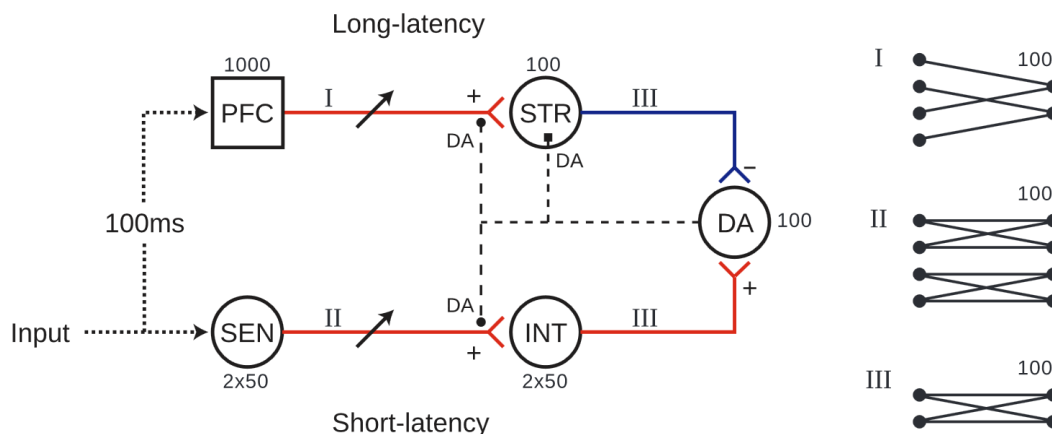 Long-latency
1000
100
I
100
PFC
I
+
STR
III
DA
DA
−
100ms
DA
100
II
100
DA
+
Input
SEN
II
INT
III
+
2x50
2x50
III
100
Short-latency